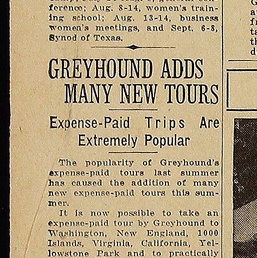 ference; Aug. 8-14, women's train-
ing school; Aug. 13-14, business
women's meetings, and Sept. 6-8,
Synod of Texas.
GREYHOUND ADDS
MANY NEW TOURS
Expense-Paid Trips Are
Extremely Popular
The popularity of Greyhound's
expense-paid tours last summer
has caused the addition of many
new expense-paid tours this sum-
mer.
It is now possible to take an
expense-paid tour by Greyhound to
Washington, New England, 1000
Islands, Virginia, California, Yel-
lowstone Park and to practically